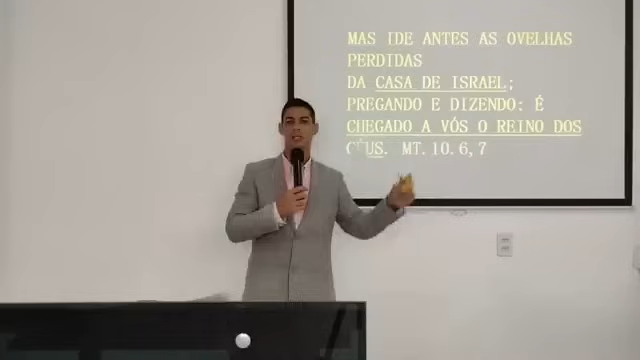 MAS IDE ANTES AS OVELHAS
PERDIDAS
DA CASA DE ISRAEL;
PREGANDO E DIZENDO: É
CHEGADO A VÓS O REINO DOS
CÉUS. MT.10.6,7